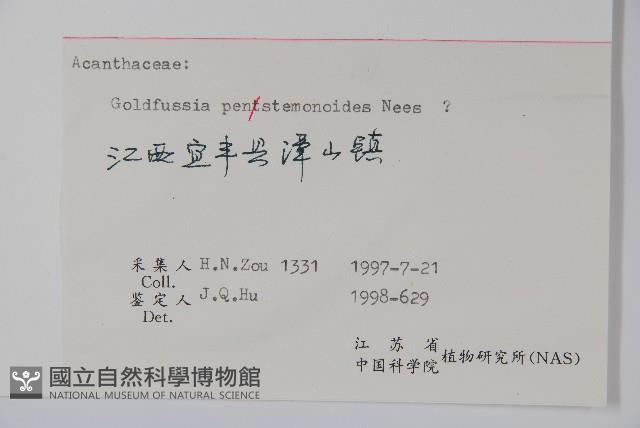 Acanthaceae:
Goldfussia pentstemonoides Nees ?
江西宜丰县潭山镇
采集人 H.N.Zou 1331 1997-7-21
Coll.
鉴定人 J.Q.Hu 1998-629
Det.
江苏省
中国科学院 植物研究所(NAS)
國立自然科學博物館
NATIONAL MUSEUM OF NATURAL SCIENCE